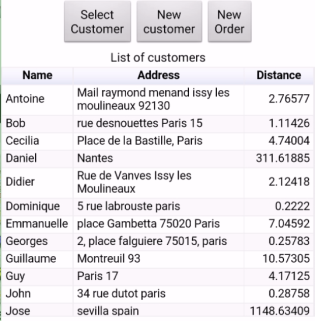 Select Customer
New customer
New Order
List of customers
Name Address Distance
Antoine Mail raymond menand issy les moulineaux 92130 2.76577
Bob rue desnouettes Paris 15 1.11426
Cecilia Place de la Bastille, Paris 4.74004
Daniel Nantes 311.61885
Didier Rue de Vanves Issy les Moulineaux 2.12418
Dominique 5 rue labrouste paris 0.2222
Emmanuelle place Gambetta 75020 Paris 7.04592
Georges 2, place falguiere 75015, paris 0.25783
Guillaume Montreuil 93 10.57305
Guy Paris 17 4.17125
John 34 rue dutot paris 0.28758
Jose sevilla spain 1148.63409